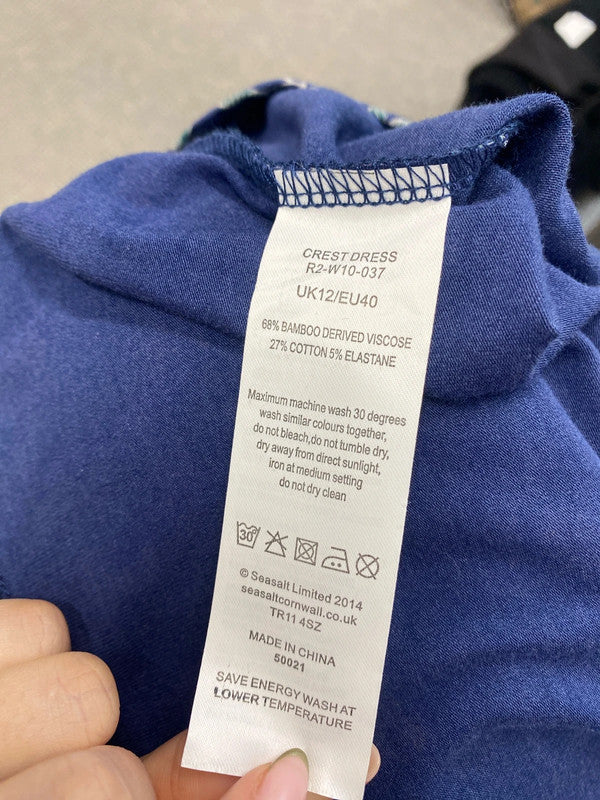 CREST DRESS
R2-W10-037
UK12/EU40
68% BAMBOO DERIVED VISCOSE
27% COTTON 5% ELASTANE
Maximum machine wash 30 degrees
wash similar colours together,
do not bleach,do not tumble dry,
dry away from direct sunlight,
iron at medium setting
do not dry clean
30°
© Seasalt Limited 2014
seasaltcornwall.co.uk
TR11 4SZ
MADE IN CHINA
50021
SAVE ENERGY WASH AT
LOWER TEMPERATURE